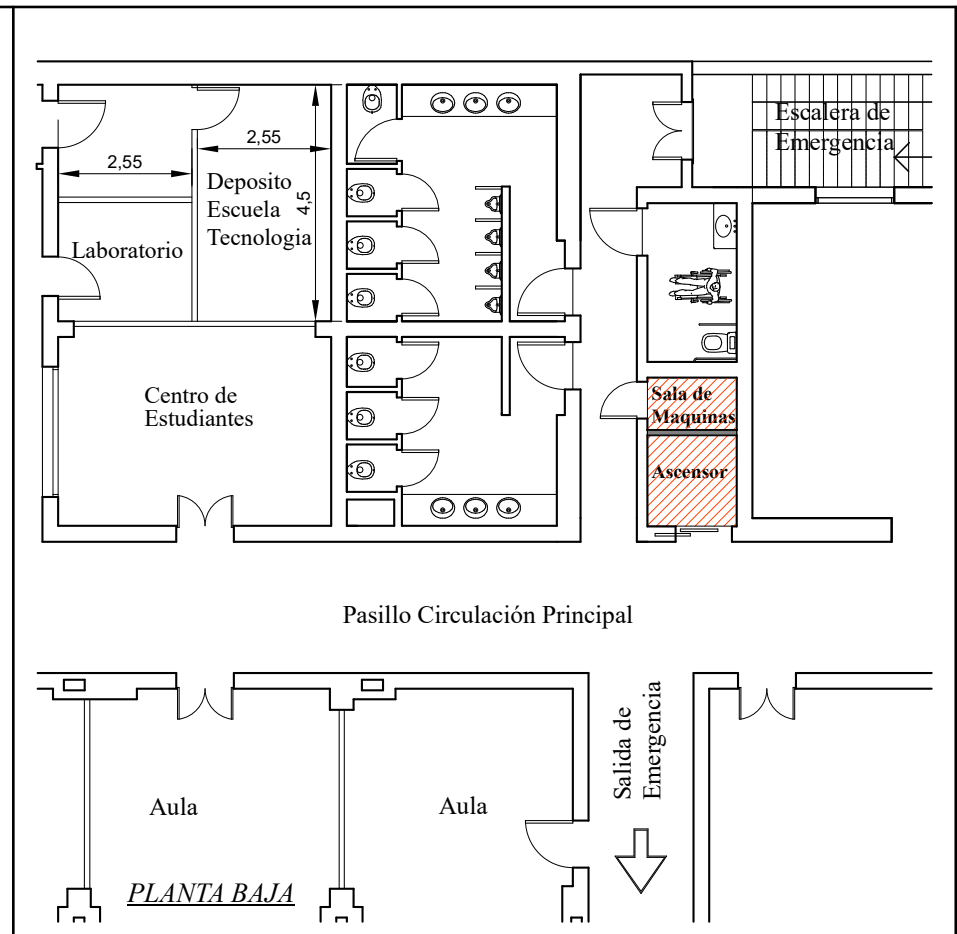 Escalera de
Emergencia
2,55
2,55
4,5
Deposito
Escuela
Tecnologia
Laboratorio
Centro de
Estudiantes
Sala de
Maquinas
Ascensor
Pasillo Circulación Principal
Salida de
Emergencia
Aula
Aula
PLANTA BAJA